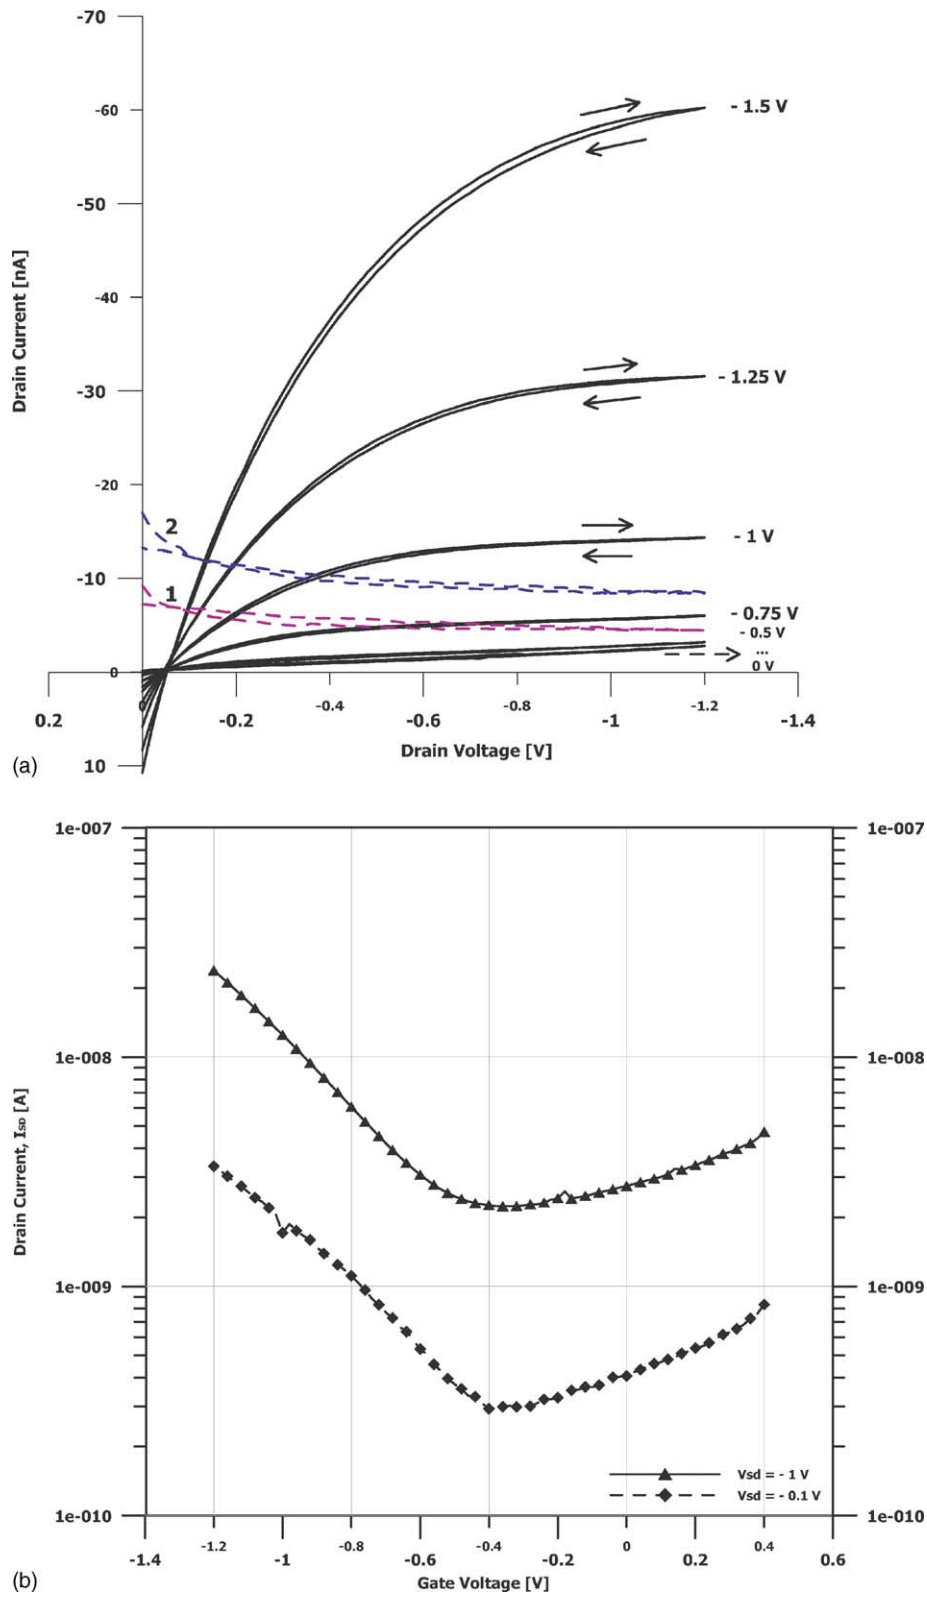 -70
-60
- 1.5 V
-50
Drain Current [nA]
-40
-30
- 1.25 V
-20
2
- 1 V
-10
1
- 0.75 V
- 0.5 V
...
0 V
0
0.2
0
-0.2
-0.4
-0.6
-0.8
-1
-1.2
-1.4
Drain Voltage [V]
10
(a)
1e-007
1e-007
1e-008
1e-008
Drain Current, Isd [A]
1e-009
1e-009
Vsd = - 1 V
Vsd = - 0.1 V
1e-010
1e-010
-1.4
-1.2
-1
-0.8
-0.6
-0.4
-0.2
0
0.2
0.4
0.6
Gate Voltage [V]
(b)